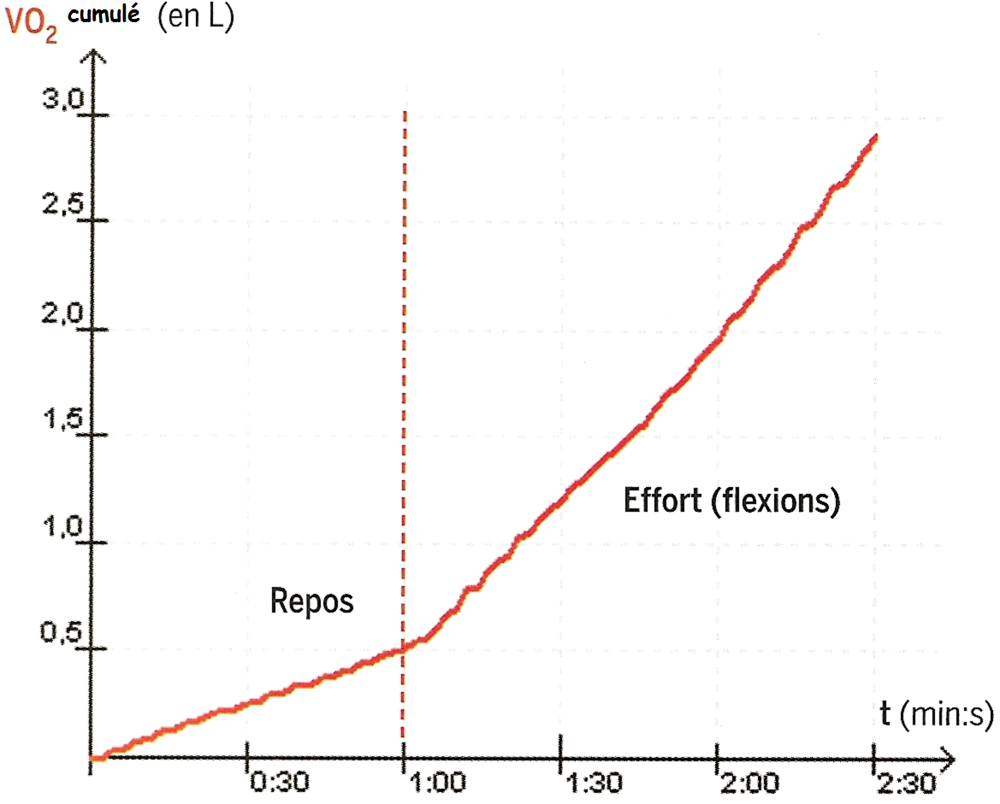 VO2 cumulé (en L)
3,0
2,5
2,0
1,5
Effort (flexions)
1,0
Repos
0,5
t (min:s)
0:30 1:00 1:30 2:00 2:30